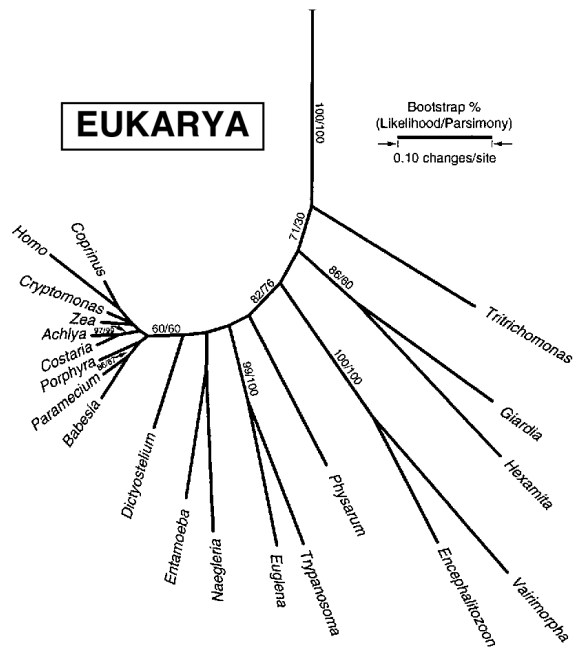 EUKARYA
Bootstrap %
(Likelihood/Parsimony)
0.10 changes/site
100/100
71/30
86/60
82/76
100/100
99/100
60/60
Homo
Coprinus
Cryptomonas
Zea
Achlya
Costaria
Porphyra
Paramecium
Babesia
Dictyostelium
Entamoeba
Naegleria
Euglena
Trypanosoma
Physarum
Encephalitozoon
Vairimorpha
Hexamita
Giardia
Tritrichomonas